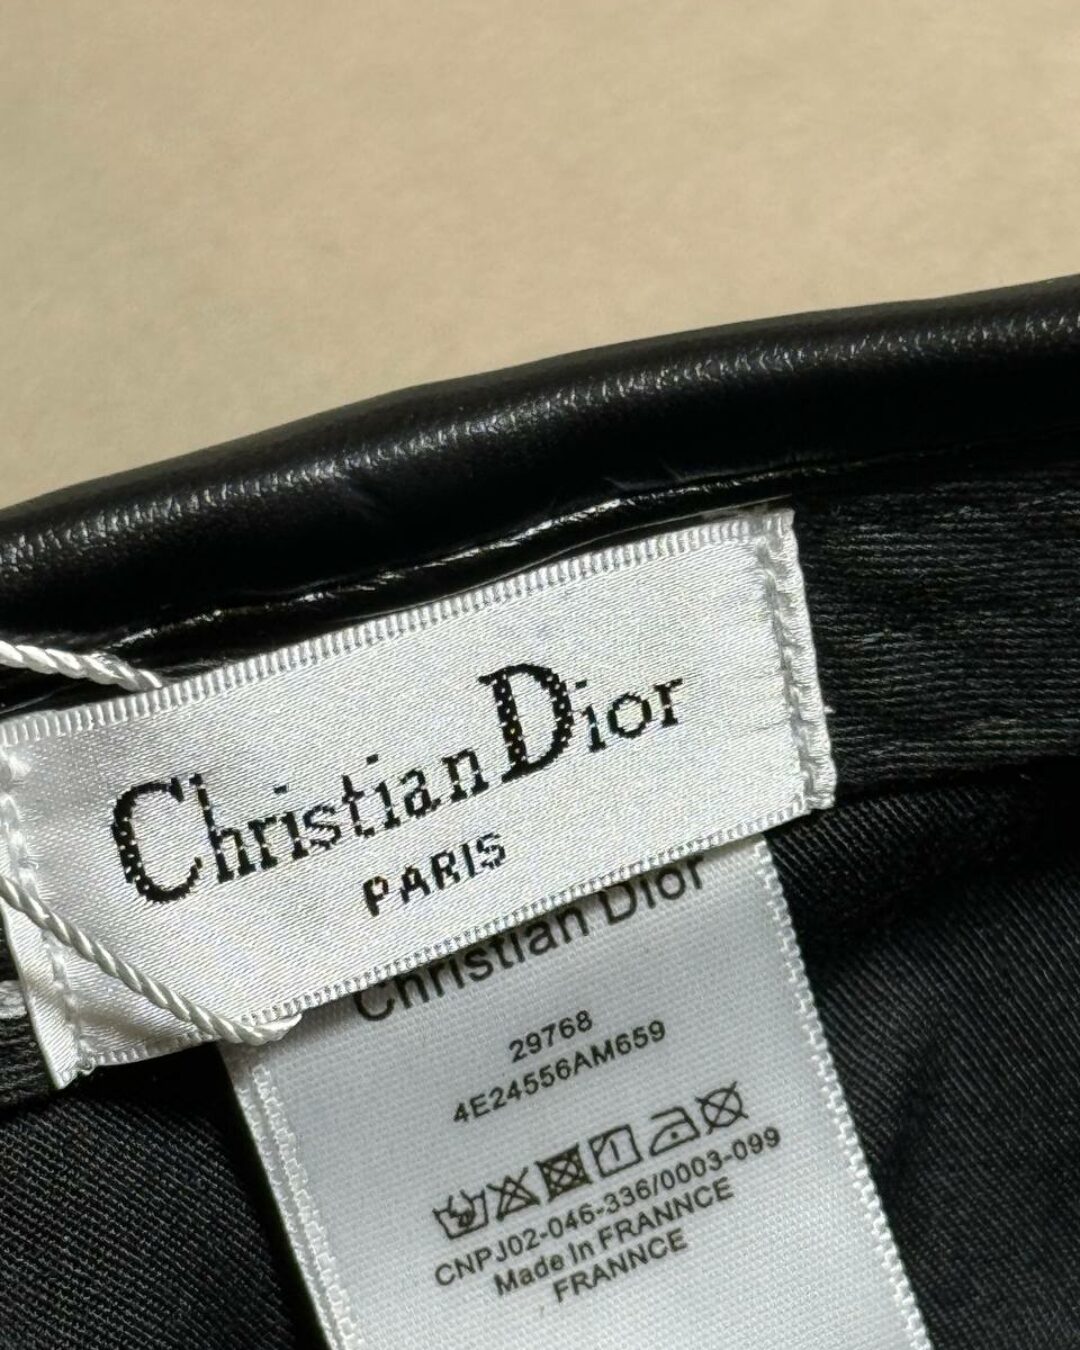 Christian Dior
PARIS
Christian Dior
29768
4E24556AM659
CNPJ02-046-336/0003-099
Made In FRANNCE
FRANNCE